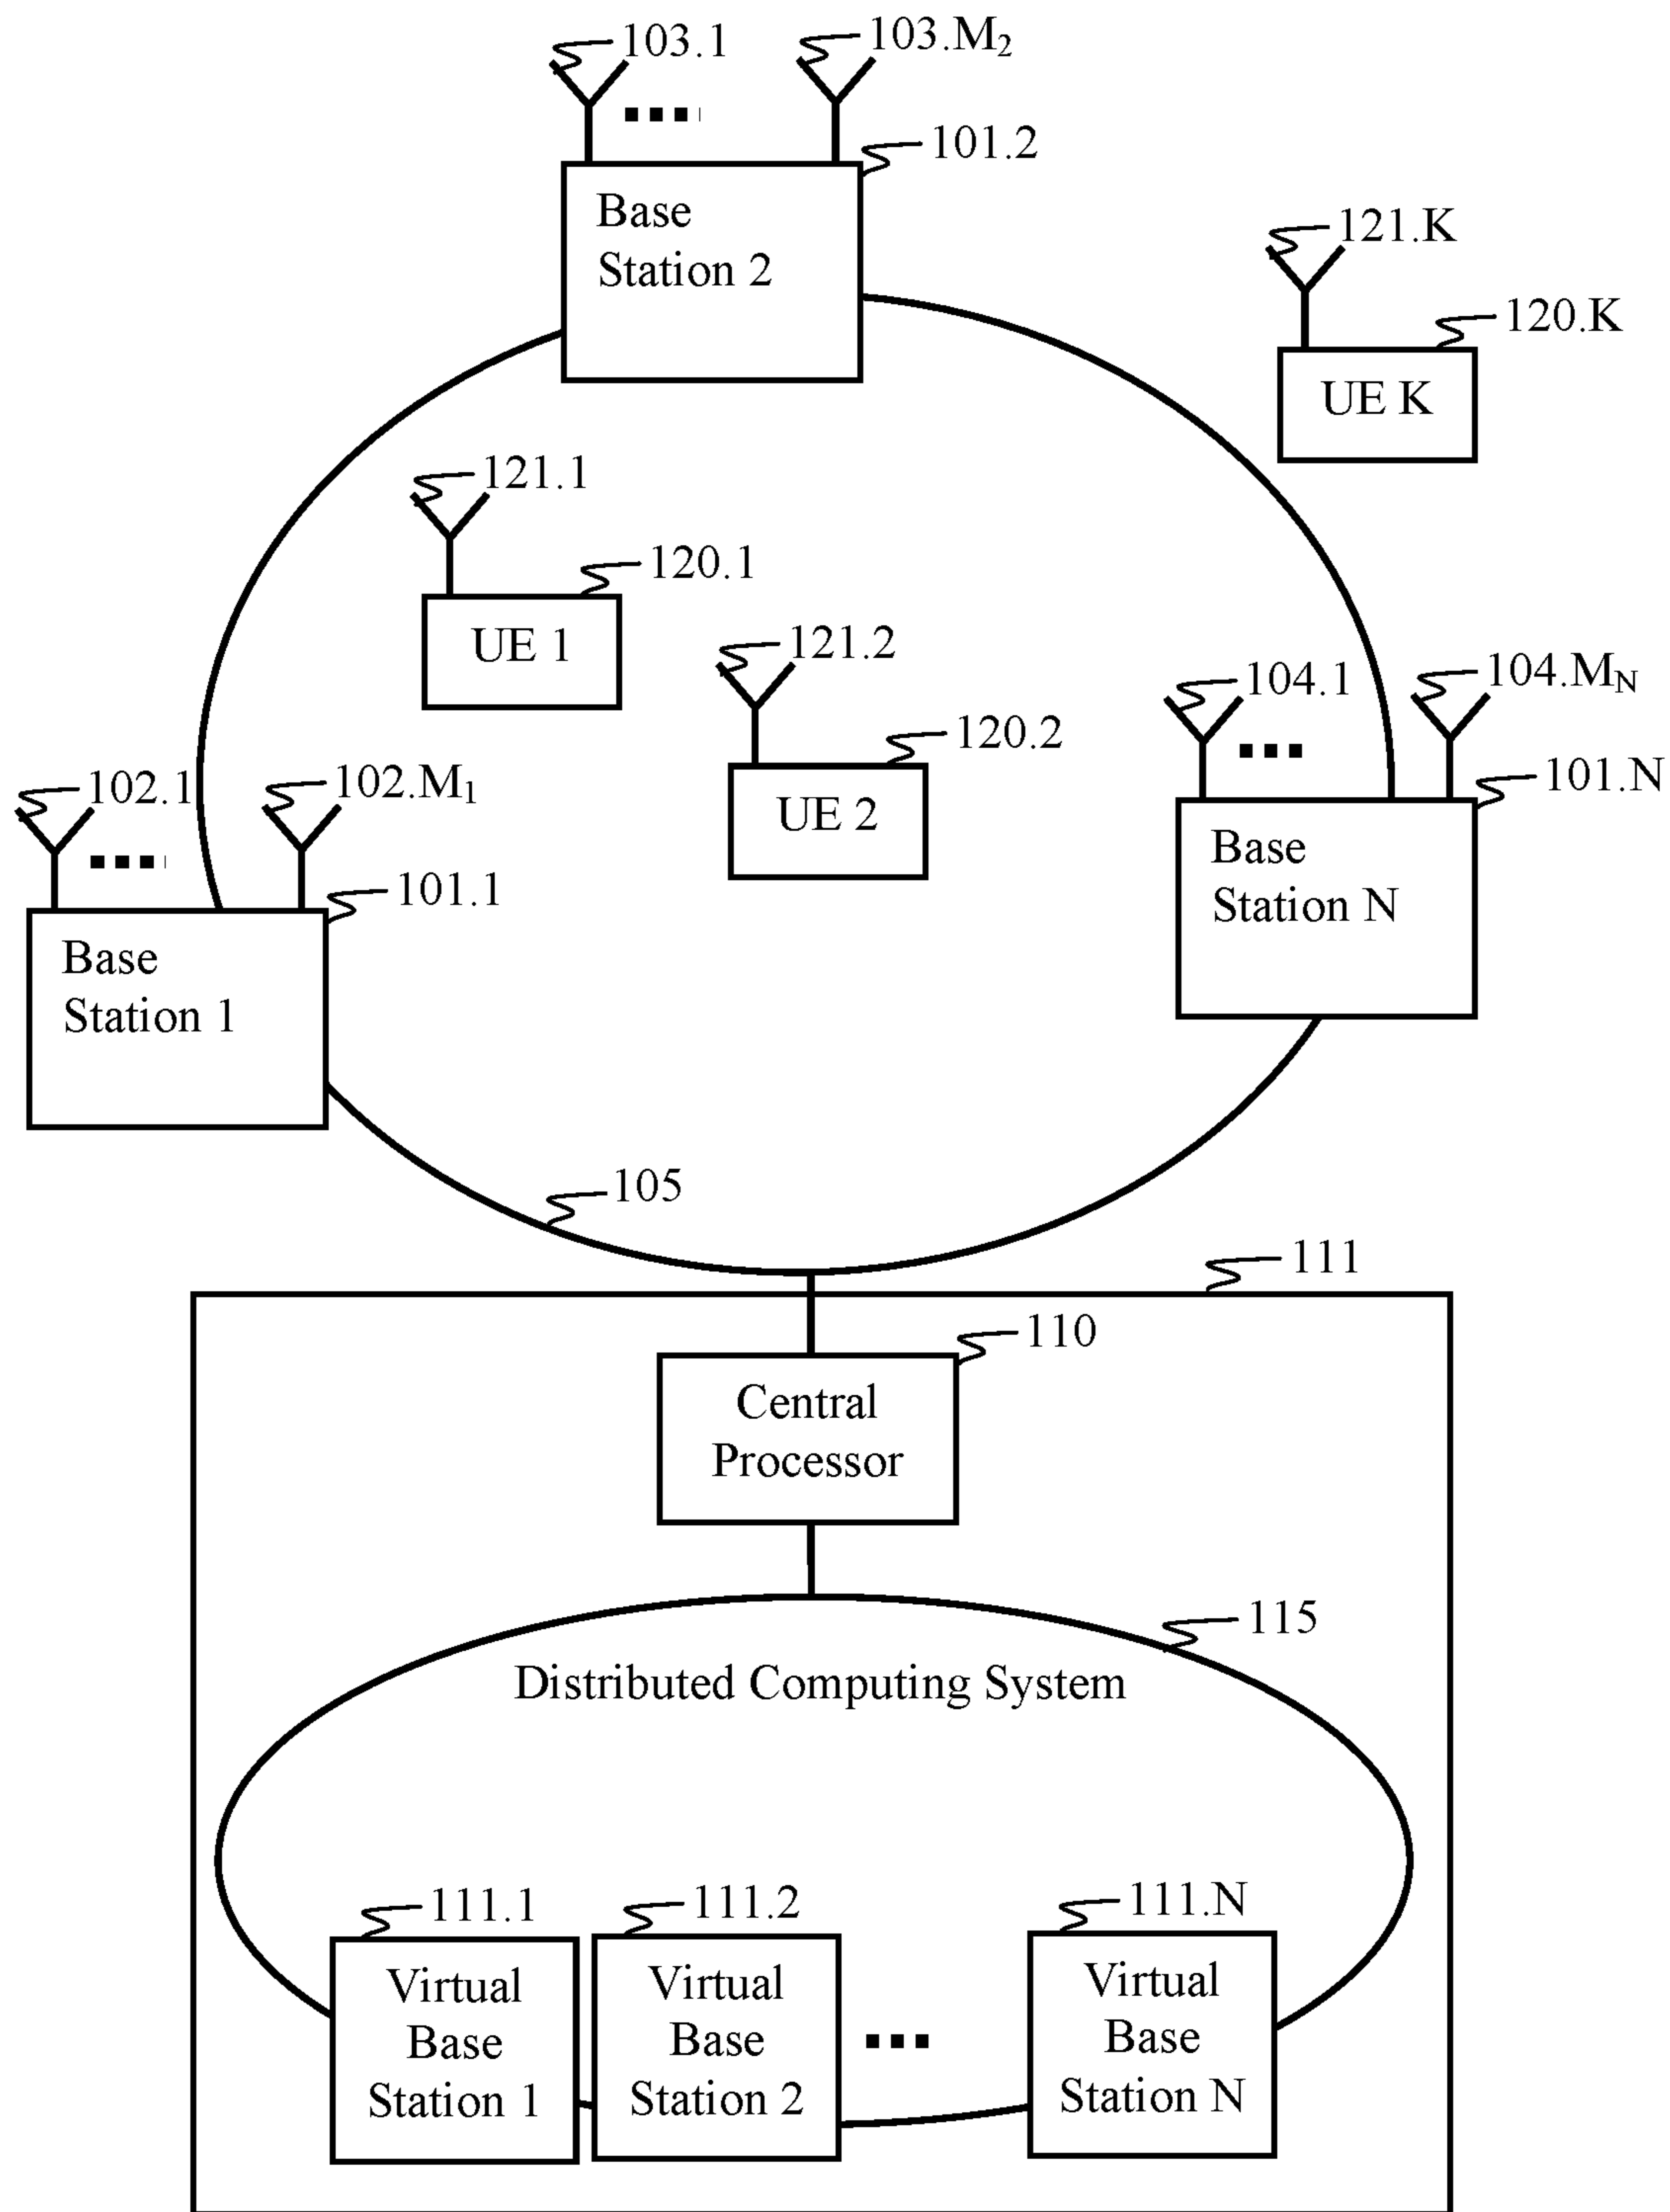 103.1
103.M₂
101.2
Base
Station 2
121.K
120.K
UE K
121.1
120.1
UE 1
121.2
120.2
UE 2
104.1
104.Mɴ
101.N
Base
Station N
102.1
102.M₁
101.1
Base
Station 1
105
111
110
Central
Processor
115
Distributed Computing System
111.1
Virtual
Base
Station 1
111.2
Virtual
Base
Station 2
111.N
Virtual
Base
Station N